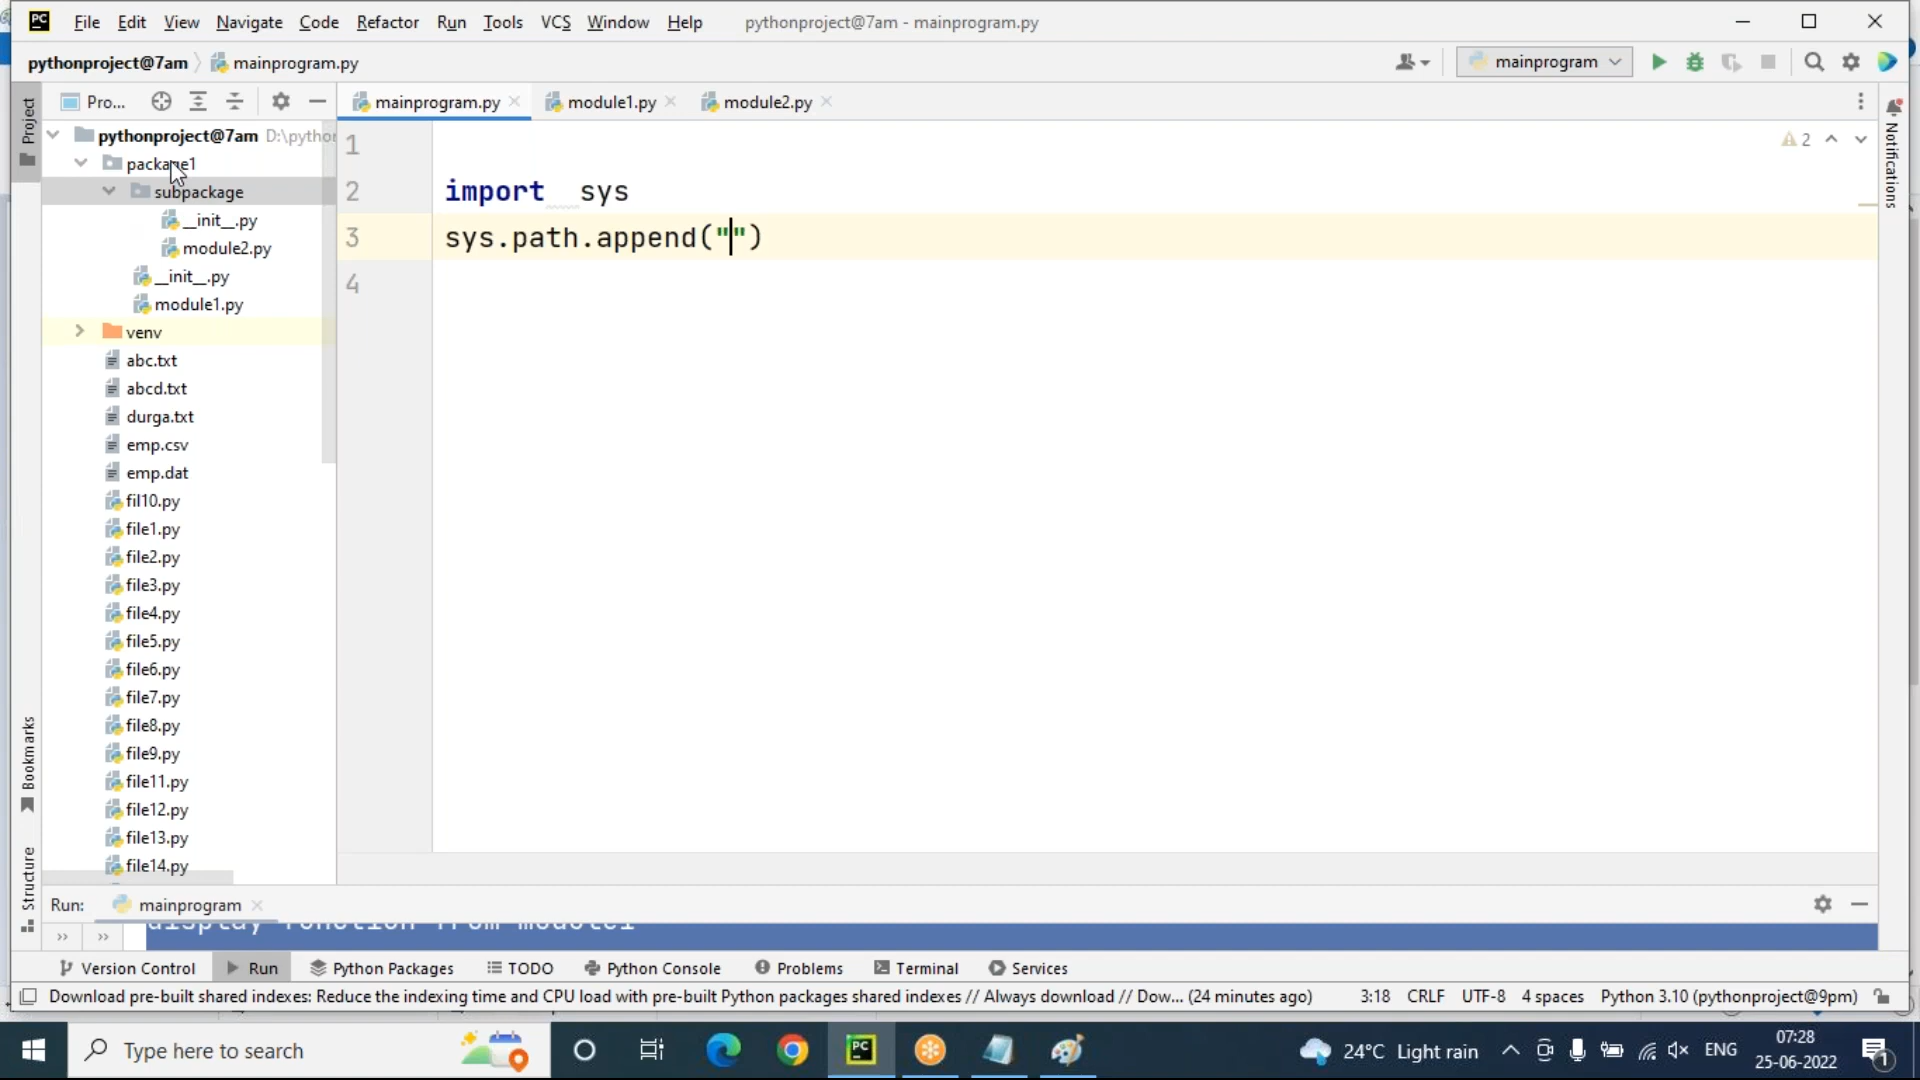 PC File Edit View Navigate Code Refactor Run Tools VCS Window Help pythonproject@7am - mainprogram.py
pythonproject@7am mainprogram.py mainprogram
Project
Pro...
mainprogram.py module1.py module2.py
Notifications
pythonproject@7am D:\python
package1
subpackage
__init__.py
module2.py
__init__.py
module1.py
venv
abc.txt
abcd.txt
durga.txt
emp.csv
emp.dat
fil10.py
file1.py
file2.py
file3.py
file4.py
file5.py
file6.py
file7.py
file8.py
file9.py
file11.py
file12.py
file13.py
file14.py
1
2 import  sys
3 sys.path.append("")
4
2
Bookmarks
Structure
Run: mainprogram
display function from module1
Version Control Run Python Packages TODO Python Console Problems Terminal Services
Download pre-built shared indexes: Reduce the indexing time and CPU load with pre-built Python packages shared indexes // Always download // Dow... (24 minutes ago) 3:18 CRLF UTF-8 4 spaces Python 3.10 (pythonproject@9pm)
Type here to search
PC
24°C Light rain
ENG
07:28
25-06-2022
1